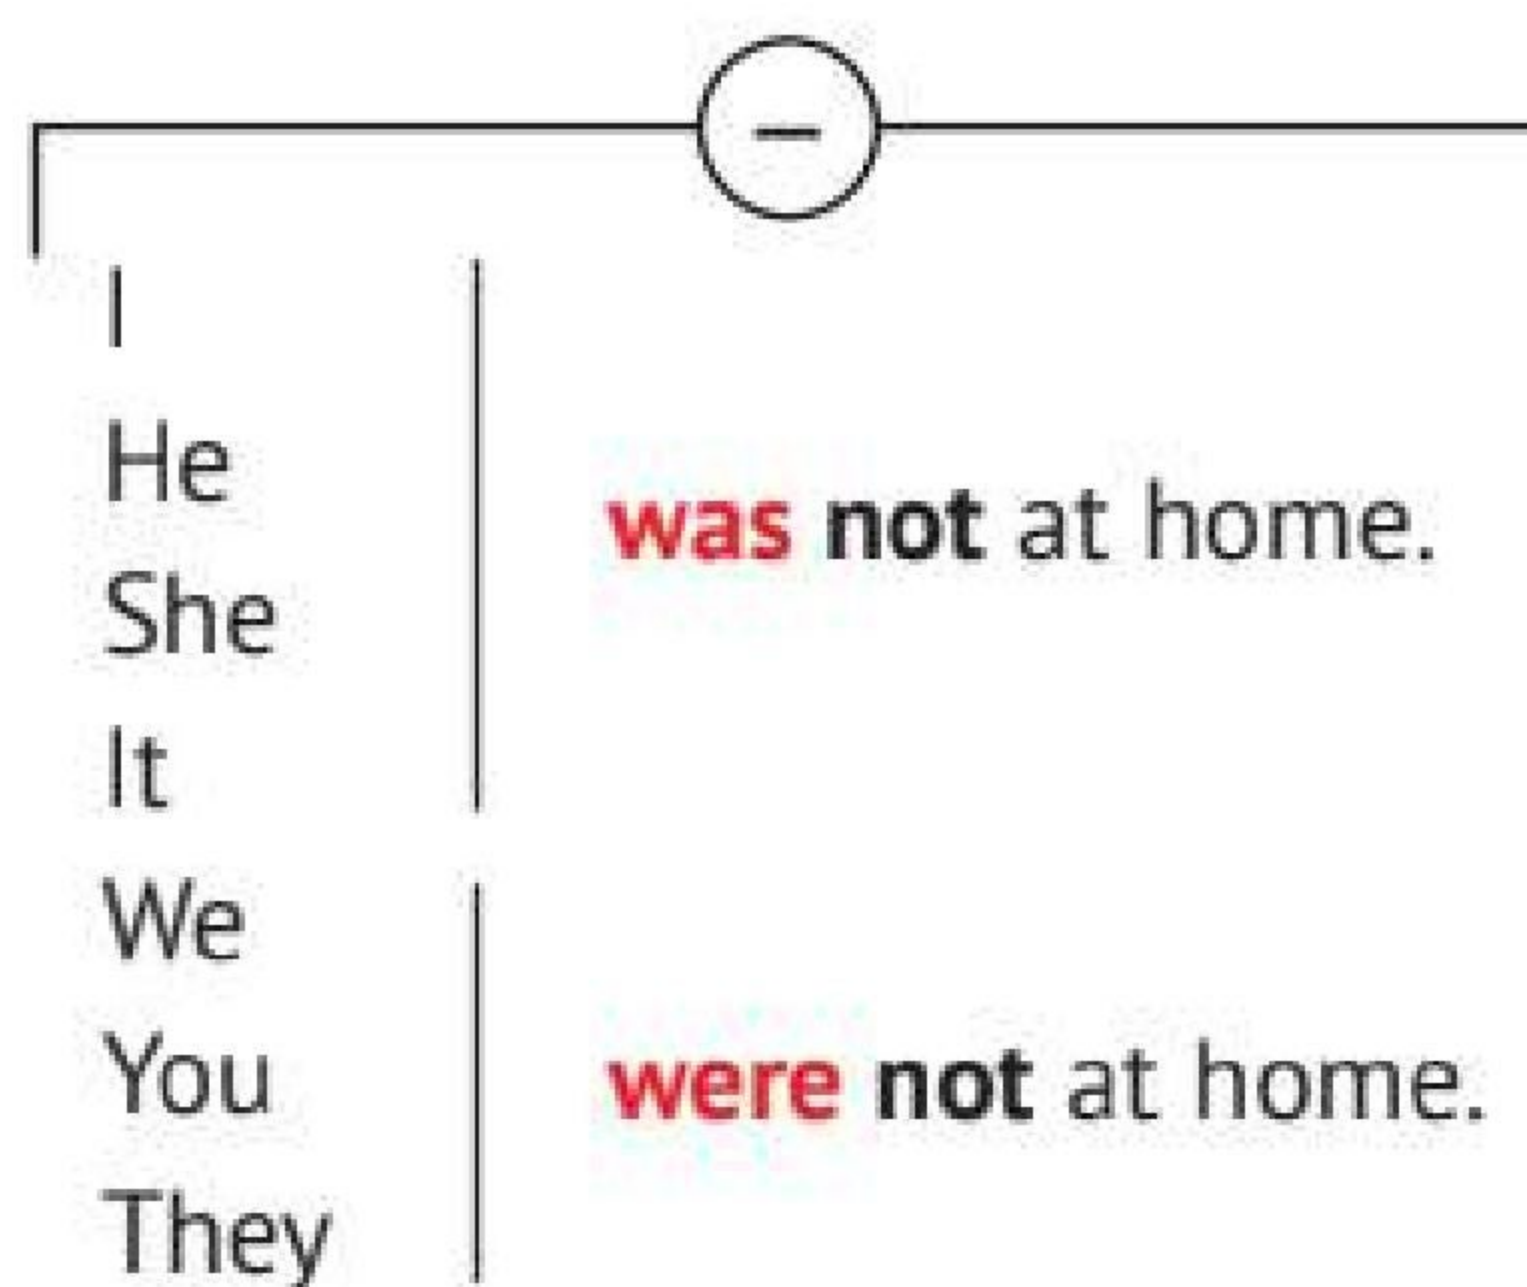 –
I
He
She
It
was not at home.
We
You
They
were not at home.